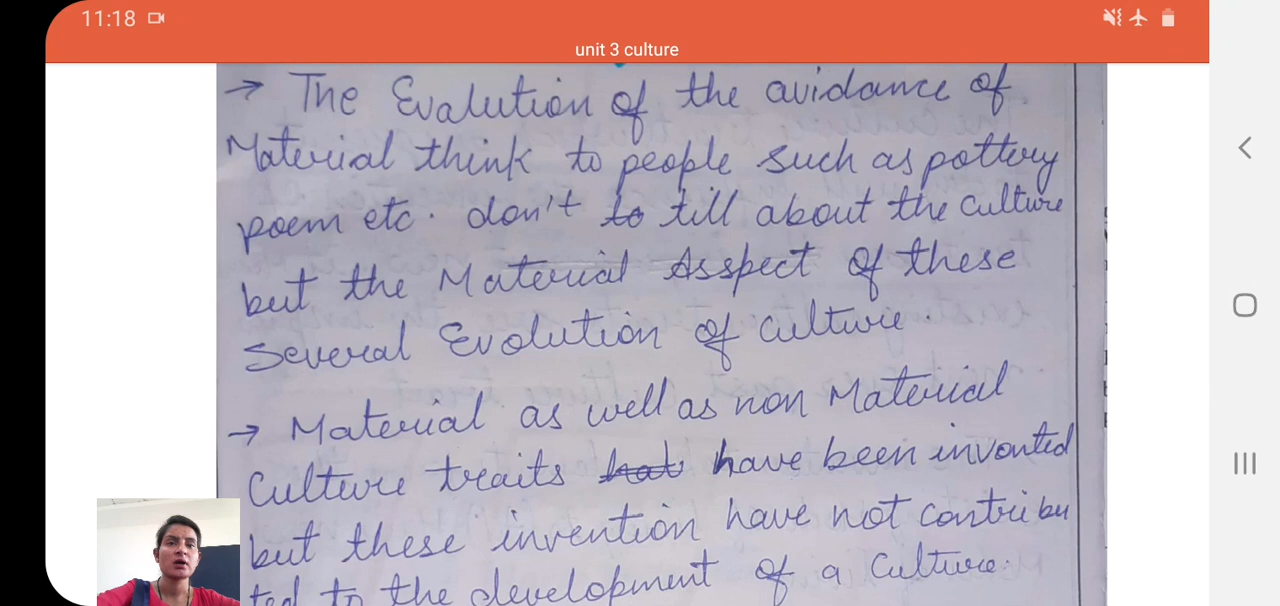 11:18
unit 3 culture
→ The Evalution of the avidance of
Material think to people such as pottery
poem etc. don't to till about the culture
but the Material Asspect of these
several Evolution of culture.
→ Material as well as non Material
Culture traits hat have been invented
but these invention have not contribu
ted to the development of a culture.